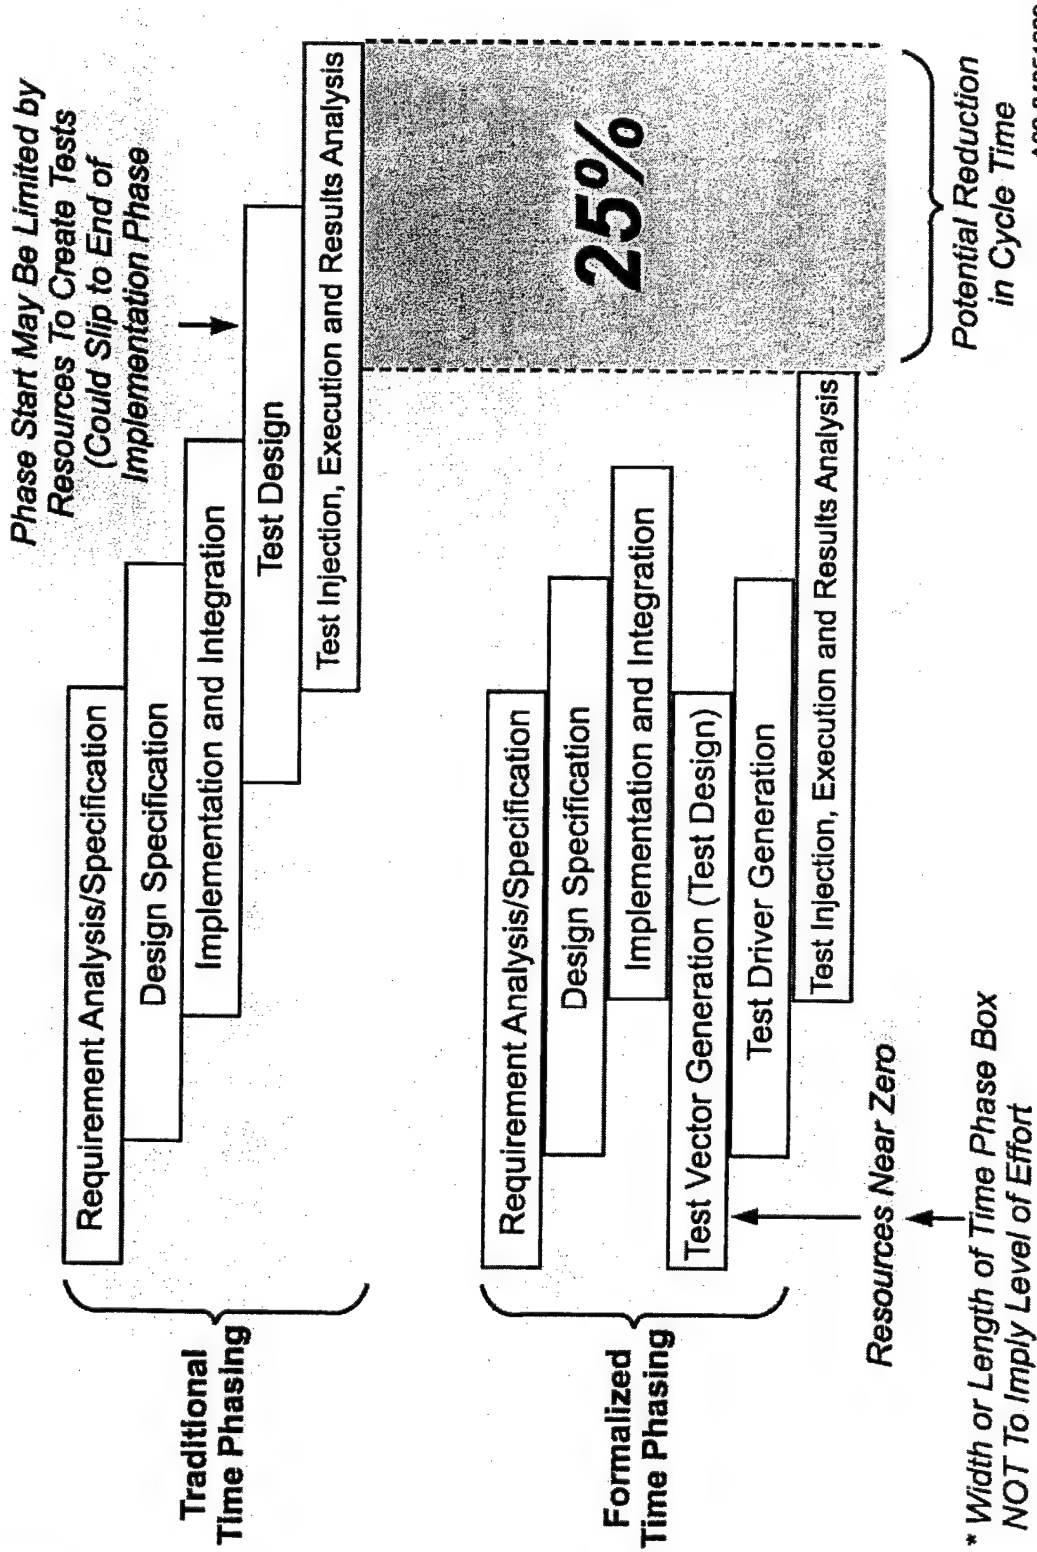 Phase Start May Be Limited by
Resources To Create Tests
(Could Slip to End of
Implementation Phase
Traditional
Time Phasing
Requirement Analysis/Specification
Design Specification
Implementation and Integration
Test Design
Test Injection, Execution and Results Analysis
25%
Formalized
Time Phasing
Requirement Analysis/Specification
Design Specification
Implementation and Integration
Test Vector Generation (Test Design)
Test Driver Generation
Test Injection, Execution and Results Analysis
Resources Near Zero
Potential Reduction
in Cycle Time
* Width or Length of Time Phase Box
NOT To Imply Level of Effort